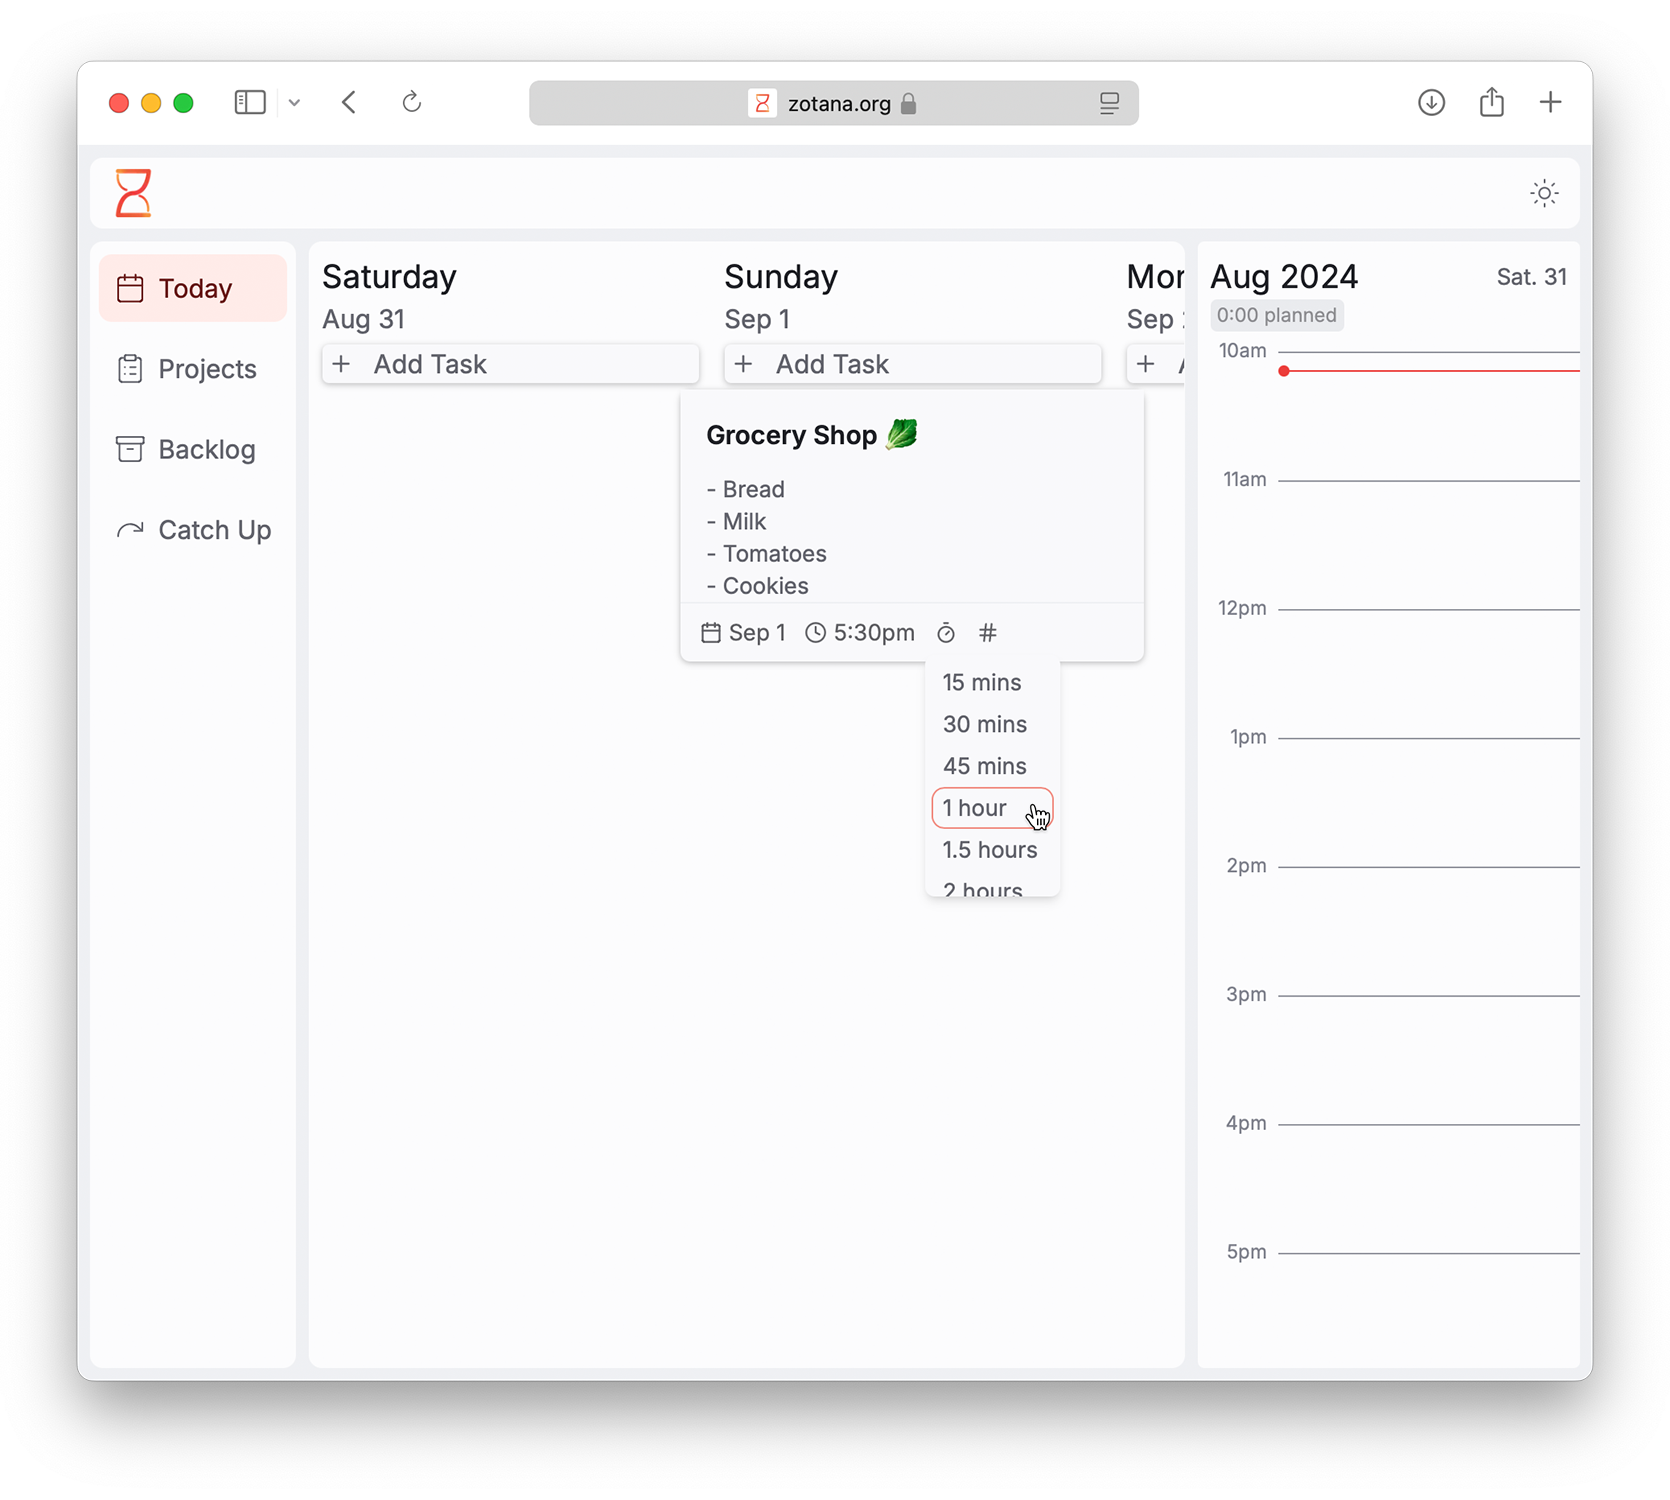 zotana.org
Today
Projects
Backlog
Catch Up
Saturday
Aug 31
+ Add Task
Sunday
Sep 1
+ Add Task
Mor
Sep
+
Grocery Shop 🥬
- Bread
- Milk
- Tomatoes
- Cookies
Sep 1 5:30pm #
15 mins
30 mins
45 mins
1 hour
1.5 hours
2 hours
Aug 2024 Sat. 31
0:00 planned
10am
11am
12pm
1pm
2pm
3pm
4pm
5pm